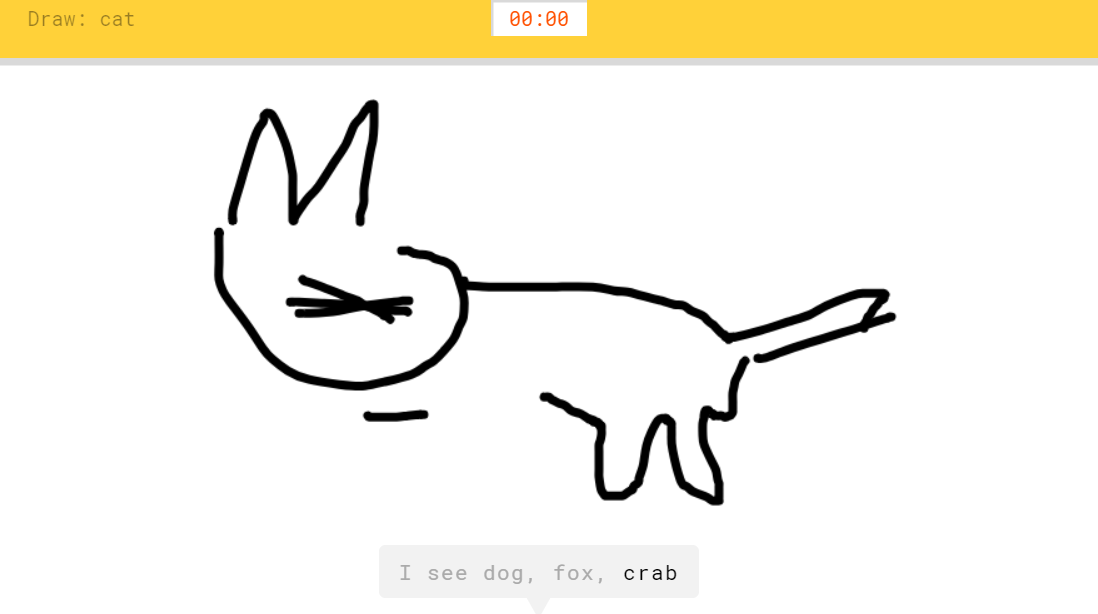 Draw: cat
00:00
I see dog, fox, crab